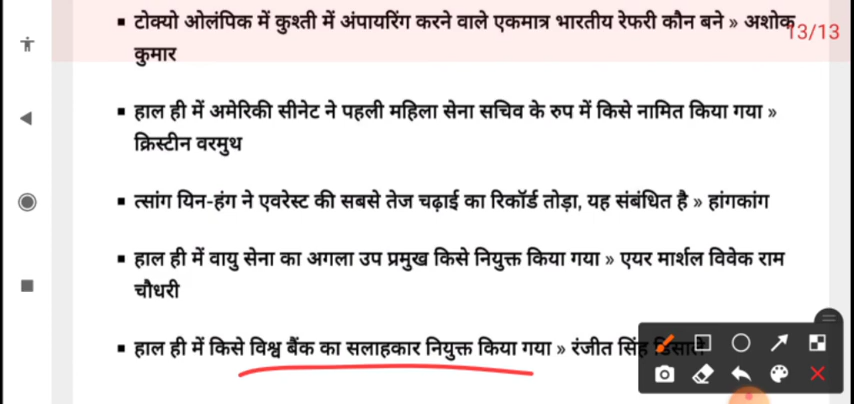 ▪ टोक्यो ओलंपिक में कुश्ती में अंपायरिंग करने वाले एकमात्र भारतीय रेफरी कौन बने » अशोक
13/13
कुमार
▪ हाल ही में अमेरिकी सीनेट ने पहली महिला सेना सचिव के रुप में किसे नामित किया गया »
क्रिस्टीन वरमुथ
▪ त्सांग यिन-हंग ने एवरेस्ट की सबसे तेज चढ़ाई का रिकॉर्ड तोड़ा, यह संबंधित है » हांगकांग
▪ हाल ही में वायु सेना का अगला उप प्रमुख किसे नियुक्त किया गया » एयर मार्शल विवेक राम
चौधरी
▪ हाल ही में किसे विश्व बैंक का सलाहकार नियुक्त किया गया » रंजीत सिंह